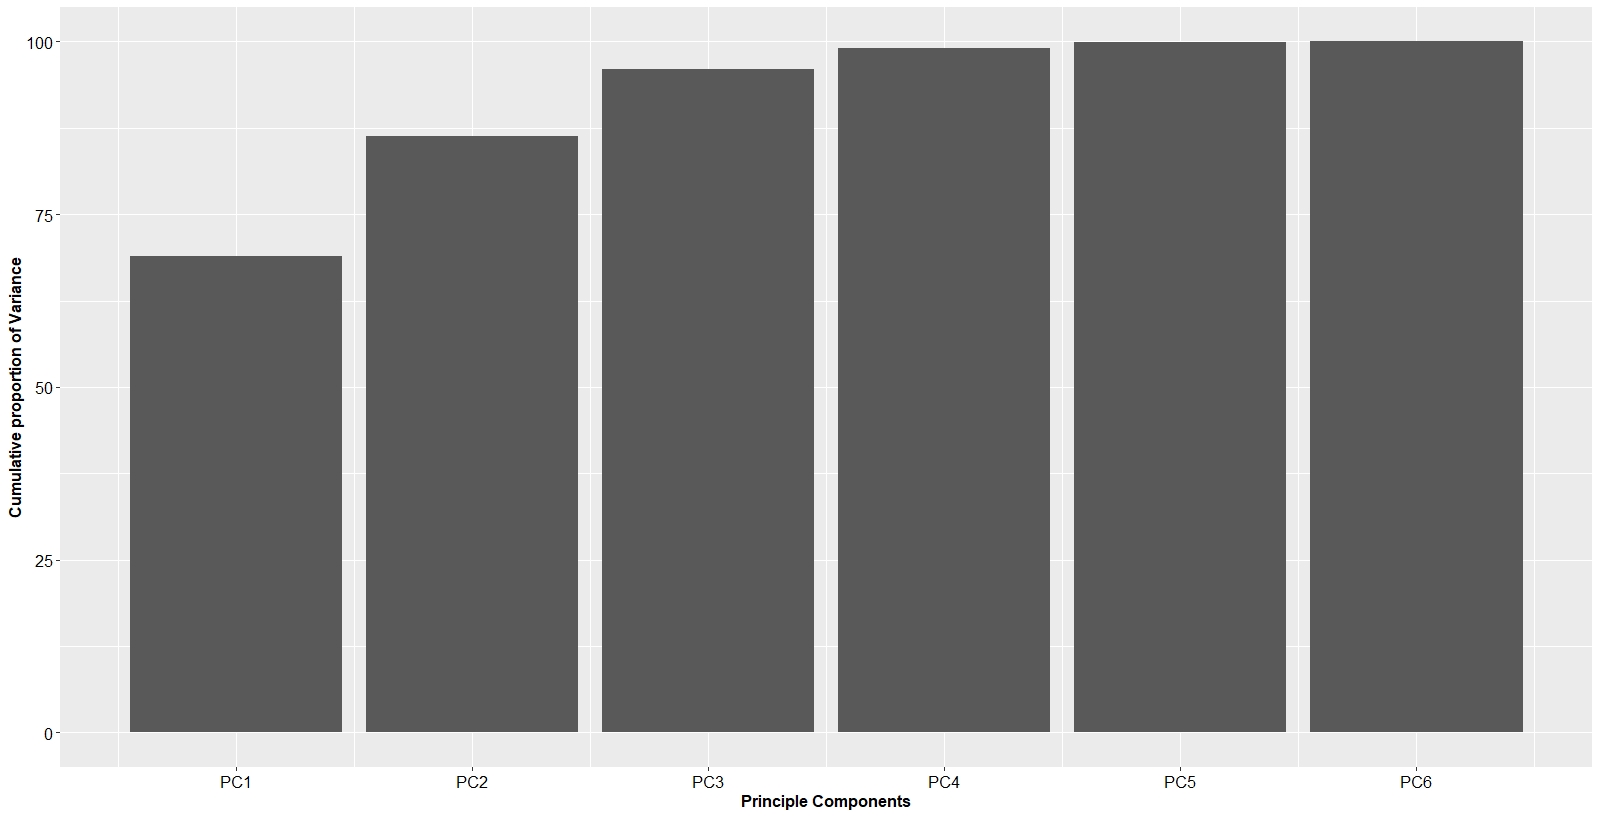 Cumulative proportion of Variance
100
75
50
25
0
PC1 PC2 PC3 PC4 PC5 PC6
Principle Components